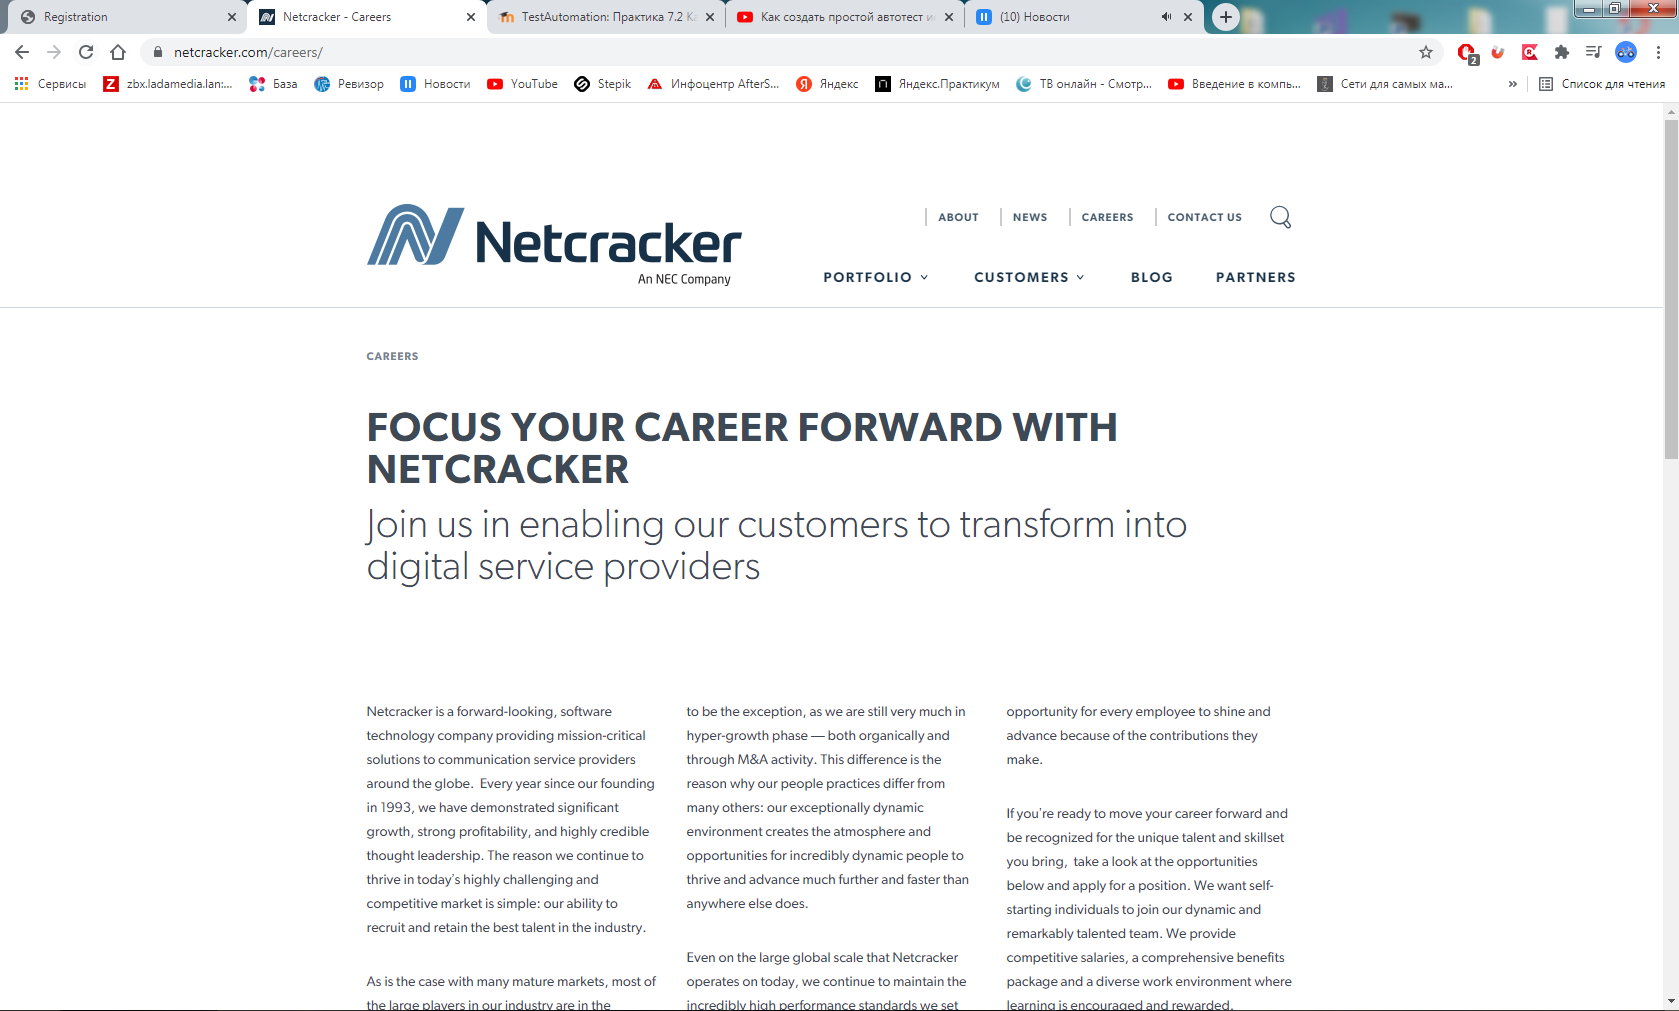 Registration
Netcracker - Careers
TestAutomation: Практика 7.2
Как создать простой автотест
(10) Новости
netcracker.com/careers/
2
Сервисы
zbx.ladamedia.lan:...
База
Ревизор
Новости
YouTube
Stepik
Инфоцентр AfterS...
Яндекс
Яндекс.Практикум
ТВ онлайн - Смотр...
Введение в компь...
Сети для самых ма...
»
Список для чтения
ABOUT
NEWS
CAREERS
CONTACT US
Netcracker
An NEC Company
PORTFOLIO
CUSTOMERS
BLOG
PARTNERS
CAREERS
FOCUS YOUR CAREER FORWARD WITH
NETCRACKER
Join us in enabling our customers to transform into
digital service providers
Netcracker is a forward-looking, software
technology company providing mission-critical
solutions to communication service providers
around the globe.  Every year since our founding
in 1993, we have demonstrated significant
growth, strong profitability, and highly credible
thought leadership. The reason we continue to
thrive in today's highly challenging and
competitive market is simple: our ability to
recruit and retain the best talent in the industry.
As is the case with many mature markets, most of
the large players in our industry are in the
to be the exception, as we are still very much in
hyper-growth phase — both organically and
through M&A activity. This difference is the
reason why our people practices differ from
many others: our exceptionally dynamic
environment creates the atmosphere and
opportunities for incredibly dynamic people to
thrive and advance much further and faster than
anywhere else does.
Even on the large global scale that Netcracker
operates on today, we continue to maintain the
incredibly high performance standards we set
opportunity for every employee to shine and
advance because of the contributions they
make.
If you're ready to move your career forward and
be recognized for the unique talent and skillset
you bring,  take a look at the opportunities
below and apply for a position. We want self-
starting individuals to join our dynamic and
remarkably talented team. We provide
competitive salaries, a comprehensive benefits
package and a diverse work environment where
learning is encouraged and rewarded.